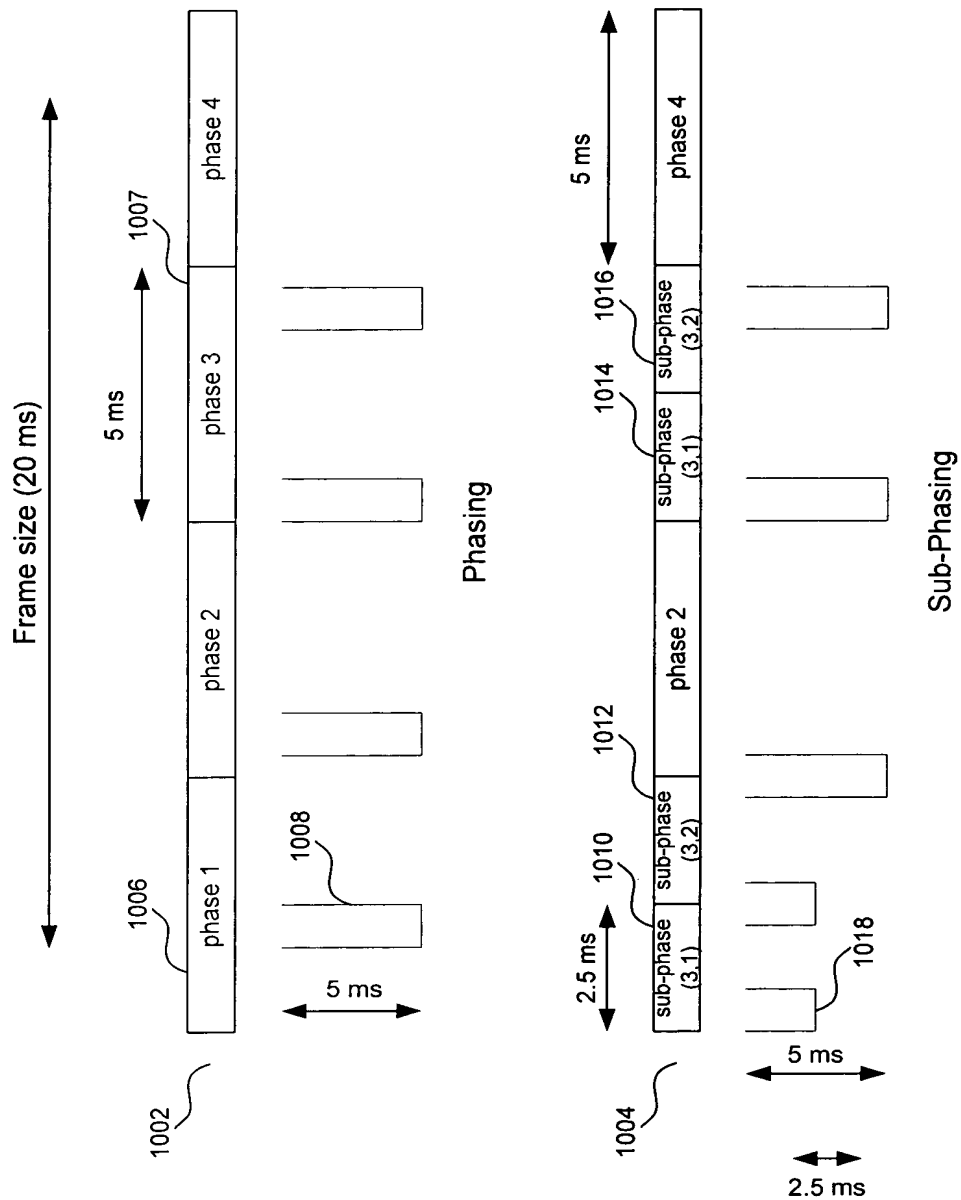 Frame size (20 ms)
1007
5 ms
1006
phase 1
phase 2
phase 3
phase 4
1002
1008
5 ms
Phasing
5 ms
1016
1014
1012
1010
2.5 ms
sub-phase
(3,1)
sub-phase
(3,2)
phase 2
sub-phase
(3,1)
sub-phase
(3,2)
phase 4
1004
1018
5 ms
2.5 ms
Sub-Phasing